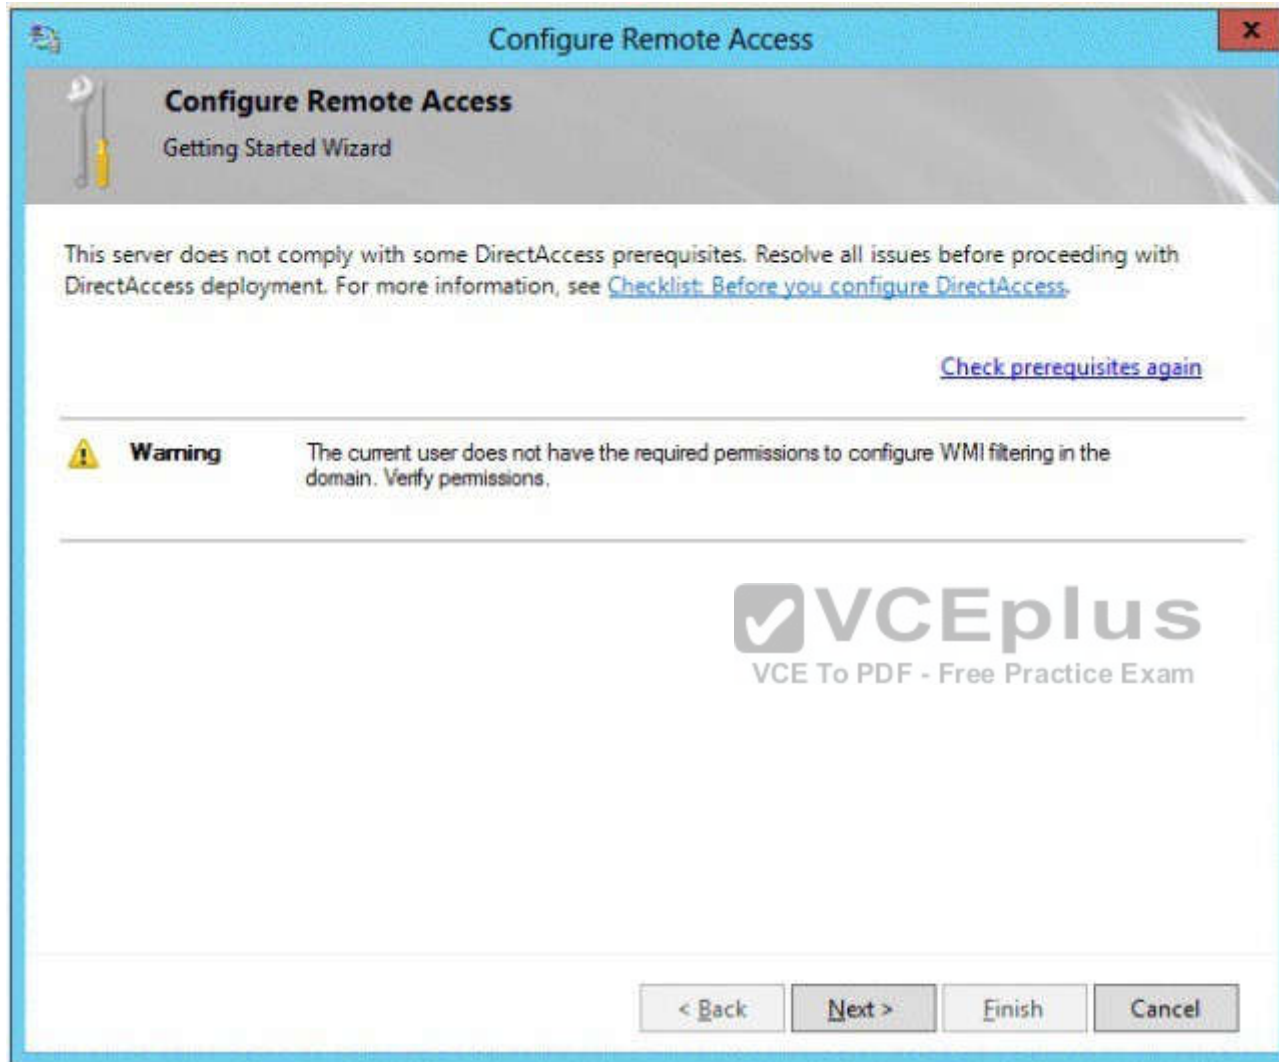 Configure Remote Access
x
Configure Remote Access
Getting Started Wizard
This server does not comply with some DirectAccess prerequisites. Resolve all issues before proceeding with
DirectAccess deployment. For more information, see Checklist: Before you configure DirectAccess.
Check prerequisites again
Warning The current user does not have the required permissions to configure WMI filtering in the
domain. Verify permissions.
VCEplus
VCE To PDF - Free Practice Exam
< Back Next > Finish Cancel